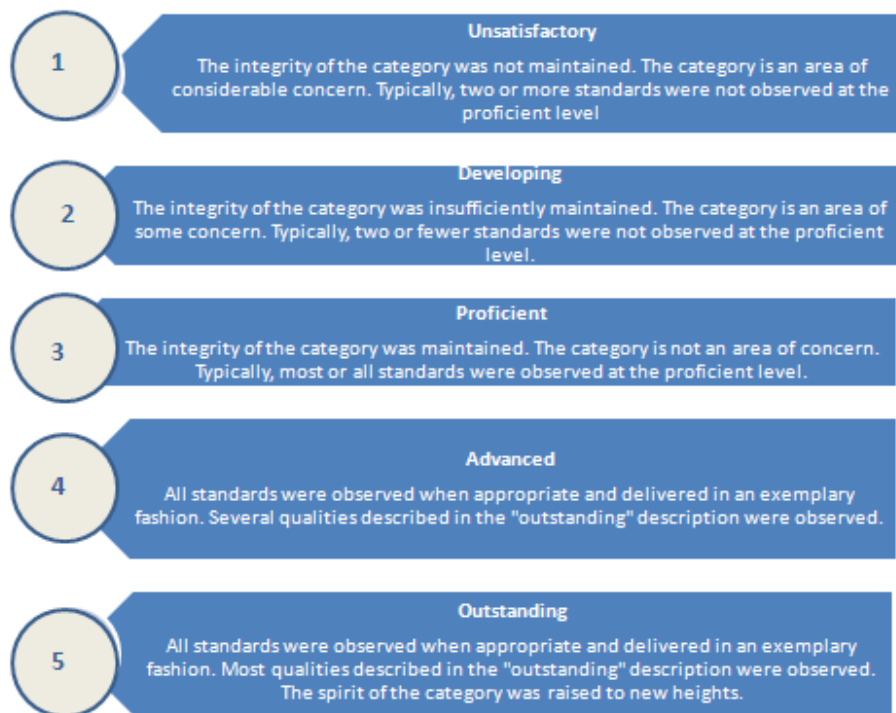 1
Unsatisfactory
The integrity of the category was not maintained. The category is an area of
considerable concern. Typically, two or more standards were not observed at the
proficient level
2
Developing
The integrity of the category was insufficiently maintained. The category is an area of
some concern. Typically, two or fewer standards were not observed at the proficient
level.
3
Proficient
The integrity of the category was maintained. The category is not an area of concern.
Typically, most or all standards were observed at the proficient level.
4
Advanced
All standards were observed when appropriate and delivered in an exemplary
fashion. Several qualities described in the "outstanding" description were observed.
5
Outstanding
All standards were observed when appropriate and delivered in an exemplary
fashion. Most qualities described in the "outstanding" description were observed.
The spirit of the category was raised to new heights.